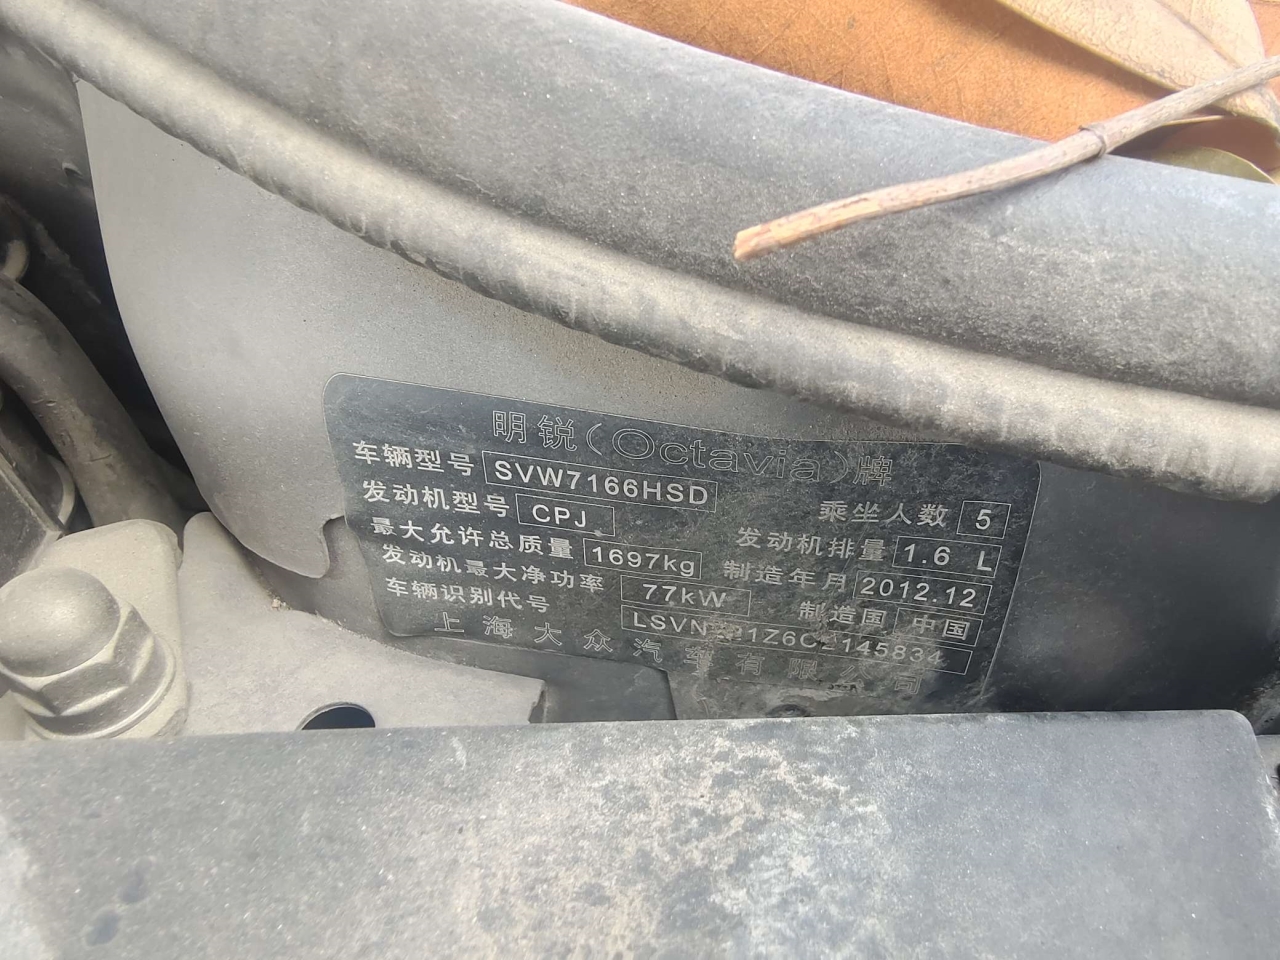 明锐(Octavia)牌
车辆型号 SVW7166HSD 乘坐人数 5
发动机型号 CPJ 发动机排量 1.6 L
最大允许总质量 1697kg 制造年月 2012.12
发动机最大净功率 77kW 制造国 中国
车辆识别代号
上海大众汽车有限公司